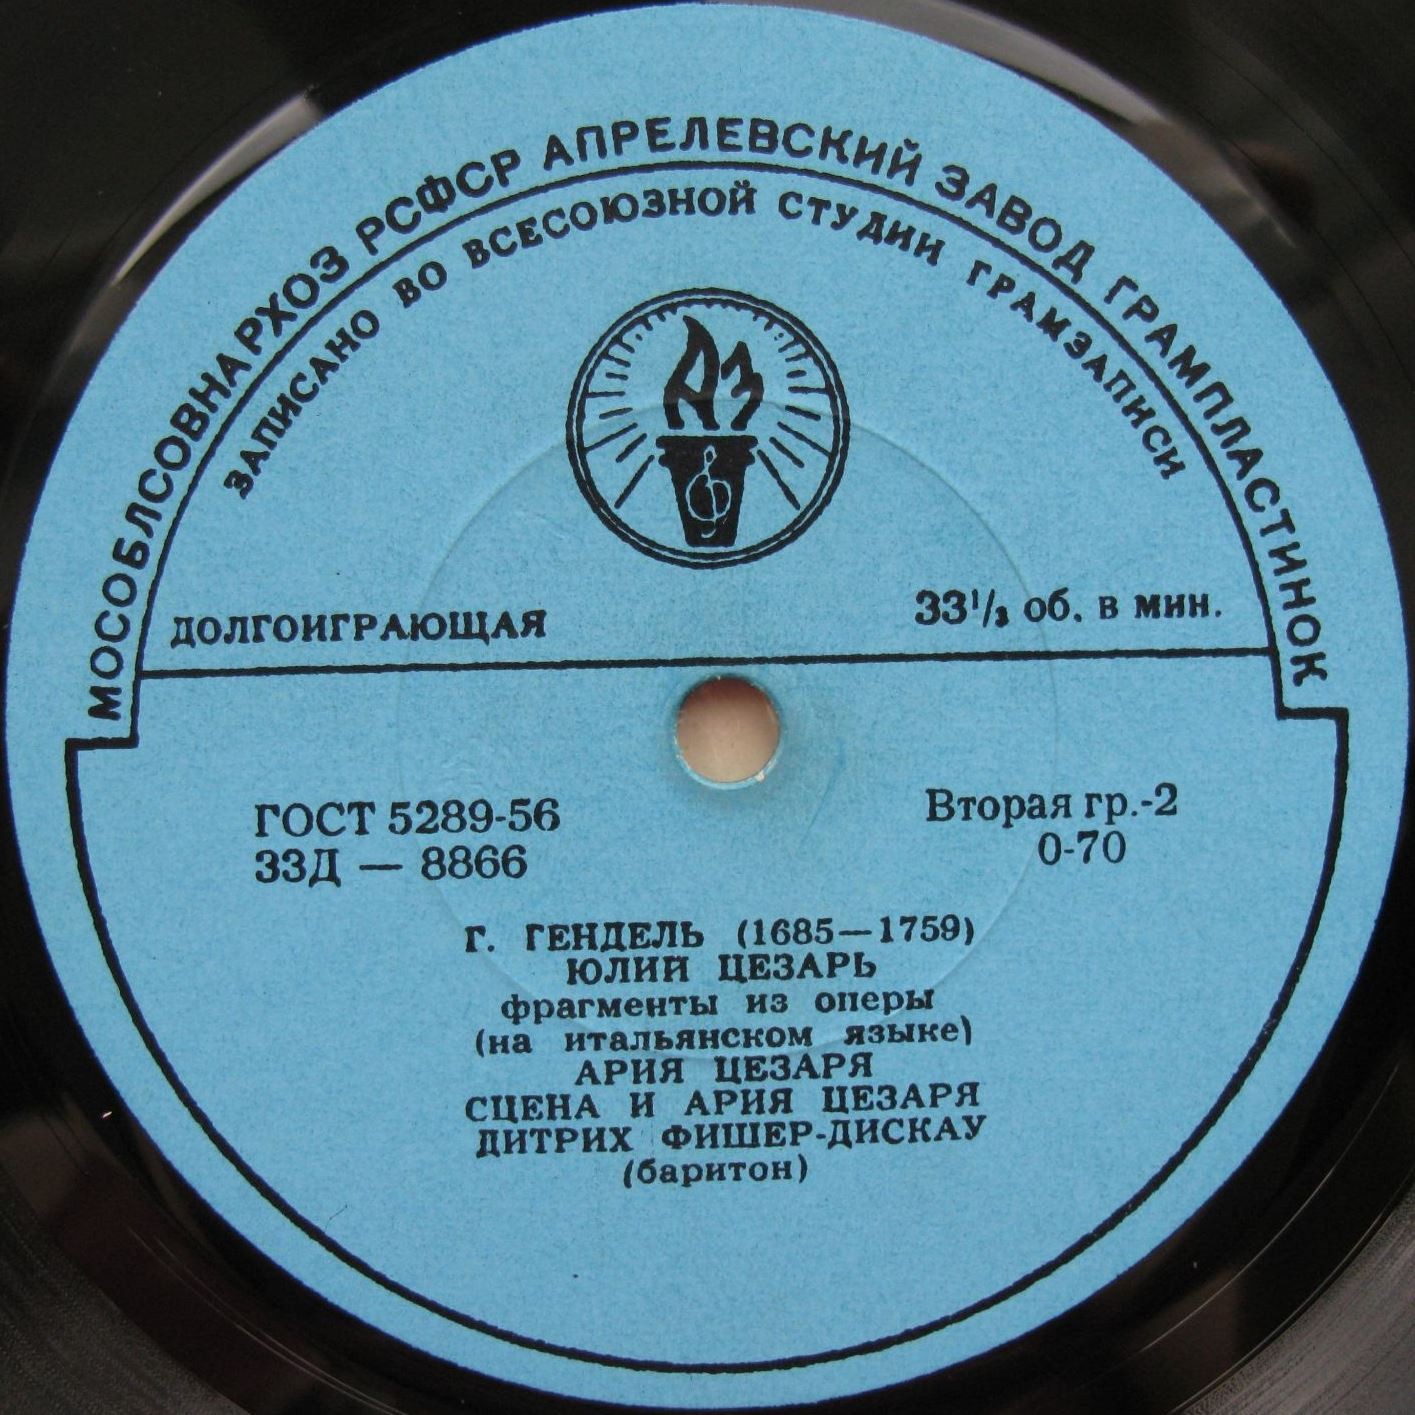 МОСОБЛСОВНАРХОЗ РСФСР АПРЕЛЕВСКИЙ ЗАВОД ГРАМПЛАСТИНОК
ЗАПИСАНО ВО ВСЕСОЮЗНОЙ СТУДИИ ГРАМЗАПИСИ
АЗ
ДОЛГОИГРАЮЩАЯ
33⅓ об. в мин.
ГОСТ 5289-56
33Д — 8866
Вторая гр.-2
0-70
Г. ГЕНДЕЛЬ (1685—1759)
ЮЛИЙ ЦЕЗАРЬ
фрагменты из оперы
(на итальянском языке)
АРИЯ ЦЕЗАРЯ
СЦЕНА И АРИЯ ЦЕЗАРЯ
ДИТРИХ ФИШЕР-ДИСКАУ
(баритон)